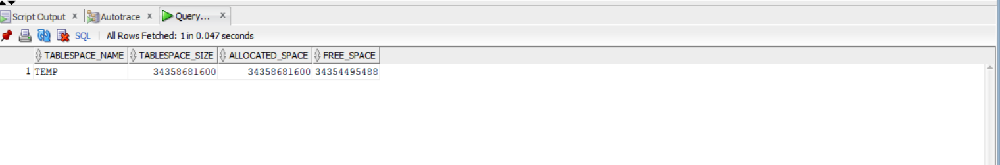 Script Output x Autotrace x Query... x
SQL | All Rows Fetched: 1 in 0.047 seconds
TABLESPACE_NAME TABLESPACE_SIZE ALLOCATED_SPACE FREE_SPACE
1 TEMP 34358681600 34358681600 34354495488